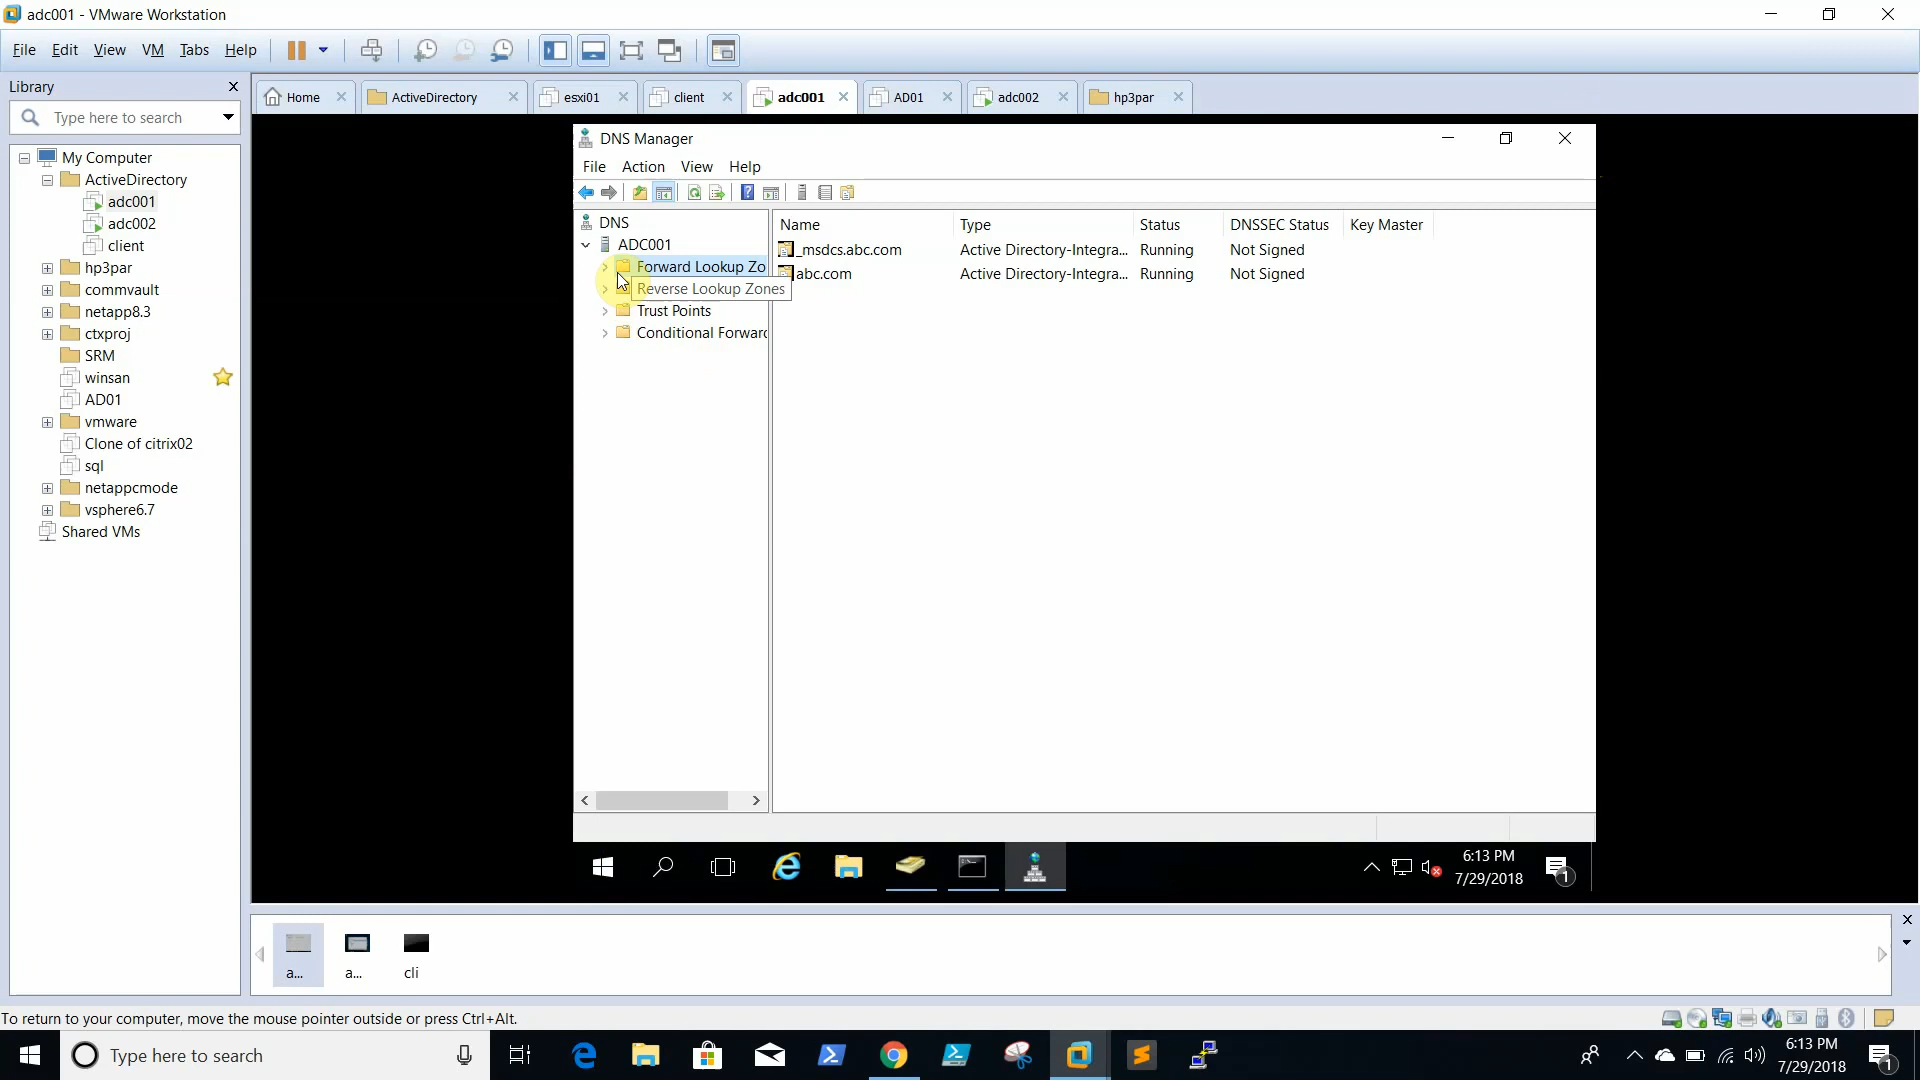 adc001 - VMware Workstation
File Edit View VM Tabs Help
Library
Type here to search
My Computer
ActiveDirectory
adc001
adc002
client
hp3par
commvault
netapp8.3
ctxproj
SRM
winsan
AD01
vmware
Clone of citrix02
sql
netappcmode
vsphere6.7
Shared VMs
Home ActiveDirectory esxi01 client adc001 AD01 adc002 hp3par
DNS Manager
File Action View Help
DNS
ADC001
Forward Lookup Zo
Reverse Lookup Zones
Trust Points
Conditional Forward
Name Type Status DNSSEC Status Key Master
_msdcs.abc.com Active Directory-Integra... Running Not Signed
abc.com Active Directory-Integra... Running Not Signed
6:13 PM
7/29/2018
1
a... a... cli
To return to your computer, move the mouse pointer outside or press Ctrl+Alt.
Type here to search
6:13 PM
7/29/2018
1